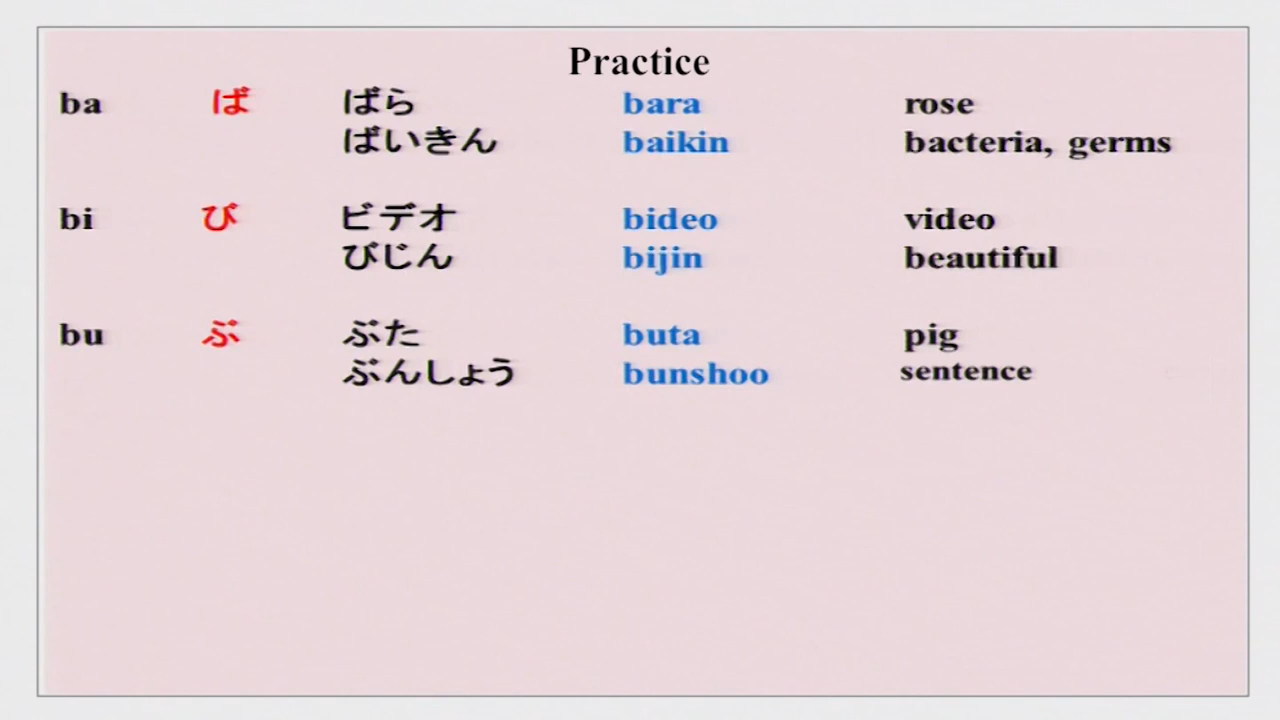 Practice
ba ば ばら bara rose
ばいきん baikin bacteria, germs
bi び ビデオ bideo video
びじん bijin beautiful
bu ぶ ぶた buta pig
ぶんしょう bunshoo sentence